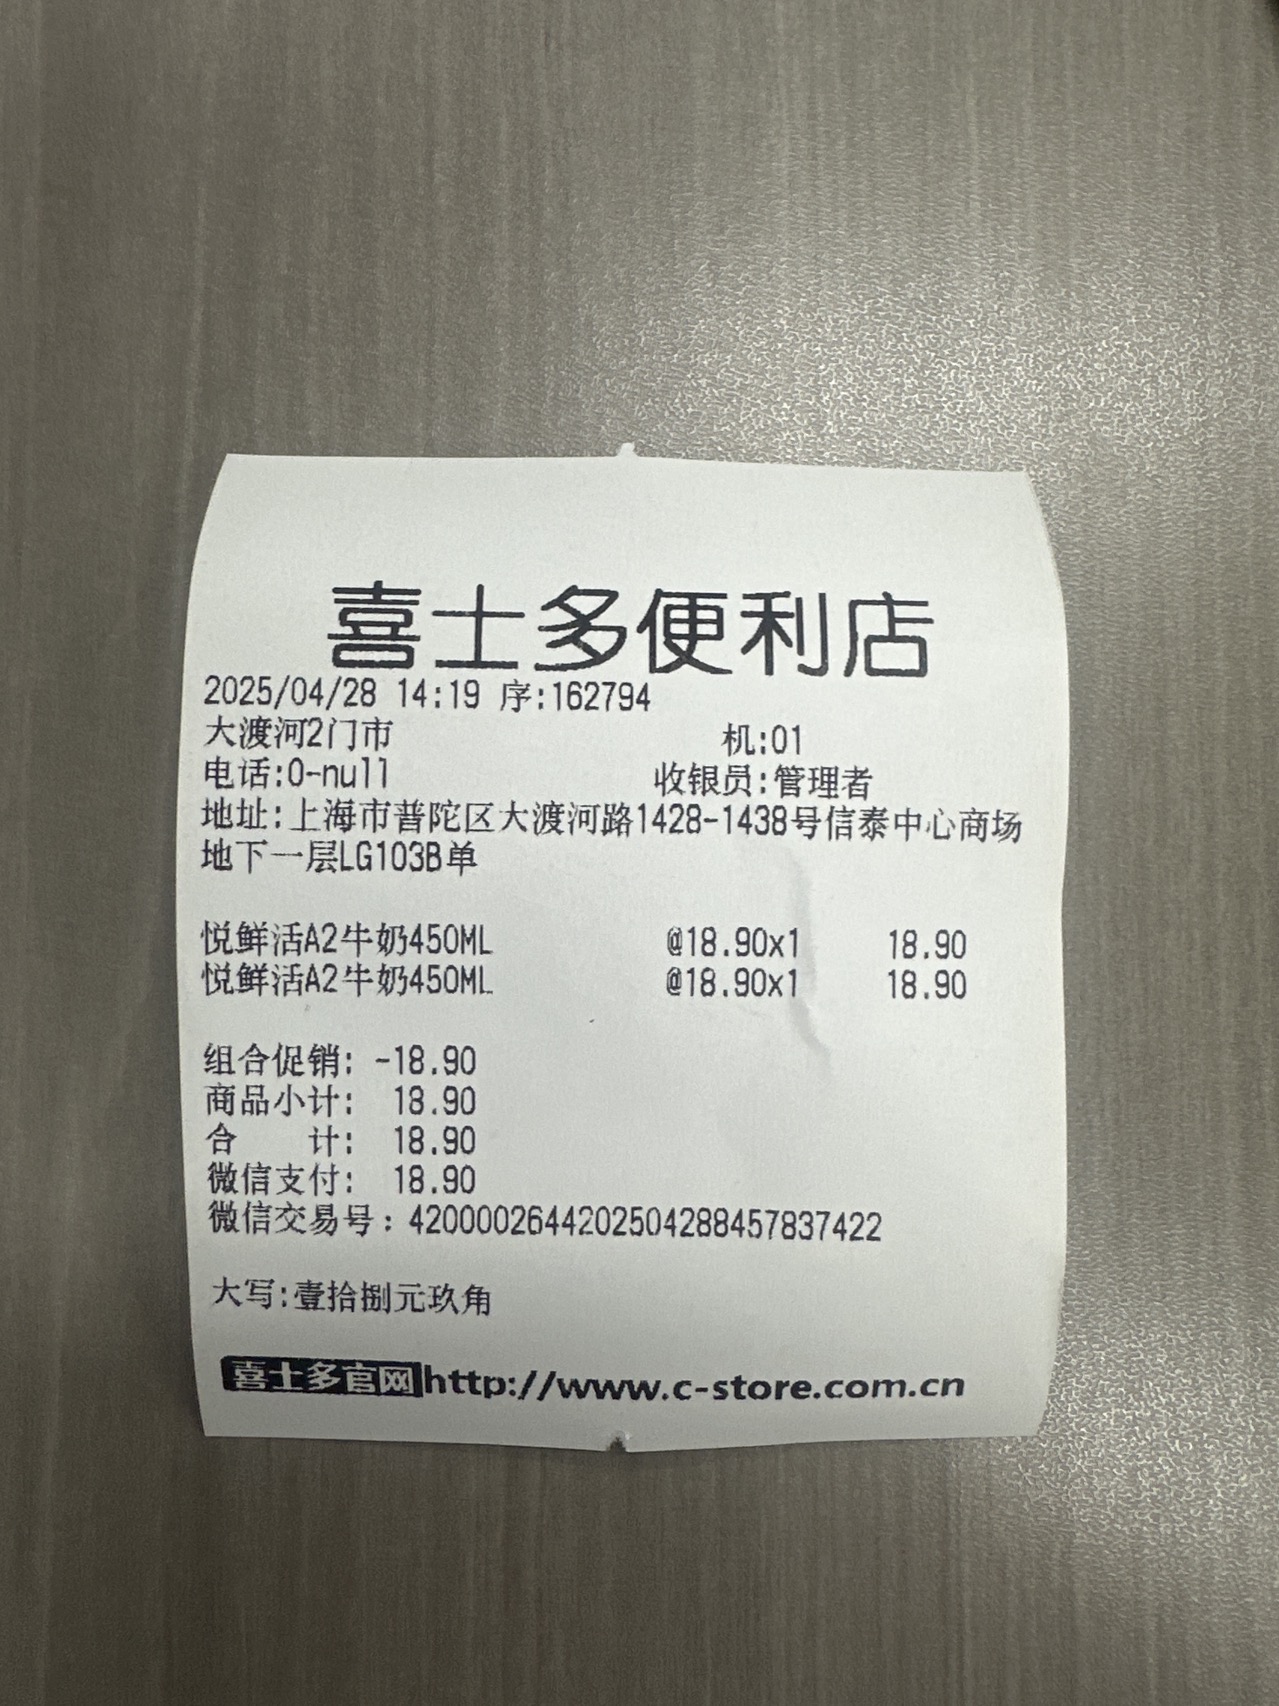 喜士多便利店
2025/04/28 14:19 序:162794
大渡河2门市 机:01
电话:0-null 收银员:管理者
地址:上海市普陀区大渡河路1428-1438号信泰中心商场
地下一层LG103B单
悦鲜活A2牛奶450ML @18.90x1 18.90
悦鲜活A2牛奶450ML @18.90x1 18.90
组合促销: -18.90
商品小计: 18.90
合 计: 18.90
微信支付: 18.90
微信交易号: 4200002644202504288457837422
大写:壹拾捌元玖角
喜士多官网http://www.c-store.com.cn